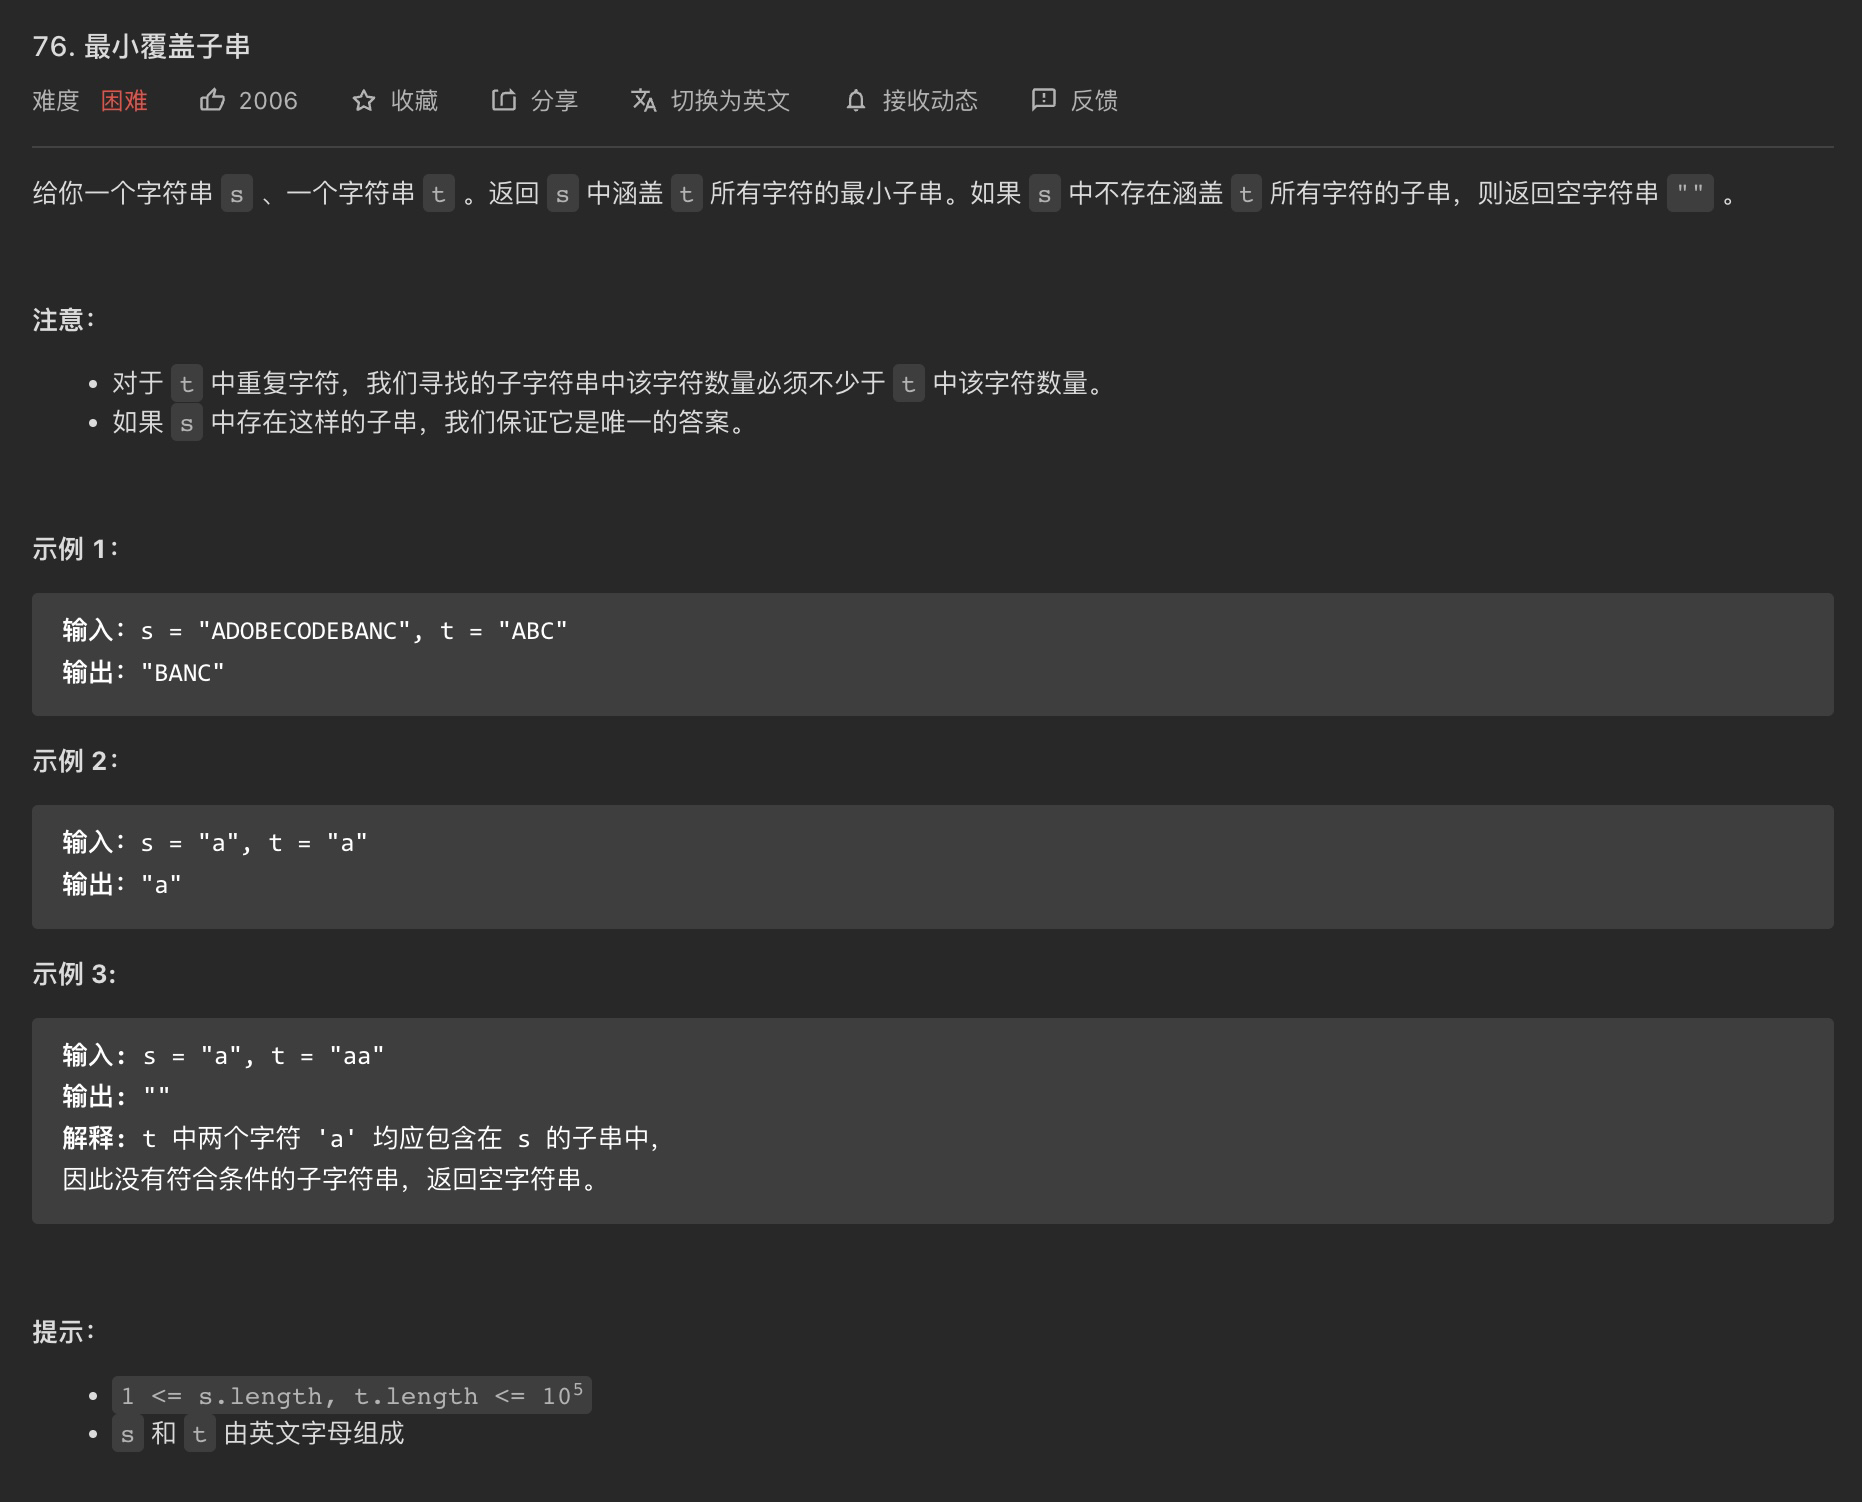 76. 最小覆盖子串
难度 困难 2006 收藏 分享 切换为英文 接收动态 反馈
给你一个字符串 s 、一个字符串 t 。返回 s 中涵盖 t 所有字符的最小子串。如果 s 中不存在涵盖 t 所有字符的子串，则返回空字符串 "" 。
注意：
• 对于 t 中重复字符，我们寻找的子字符串中该字符数量必须不少于 t 中该字符数量。
• 如果 s 中存在这样的子串，我们保证它是唯一的答案。
示例 1：
输入：s = "ADOBECODEBANC", t = "ABC"
输出："BANC"
示例 2：
输入：s = "a", t = "a"
输出："a"
示例 3:
输入: s = "a", t = "aa"
输出: ""
解释: t 中两个字符 'a' 均应包含在 s 的子串中，
因此没有符合条件的子字符串，返回空字符串。
提示：
• 1 <= s.length, t.length <= 10⁵
• s 和 t 由英文字母组成